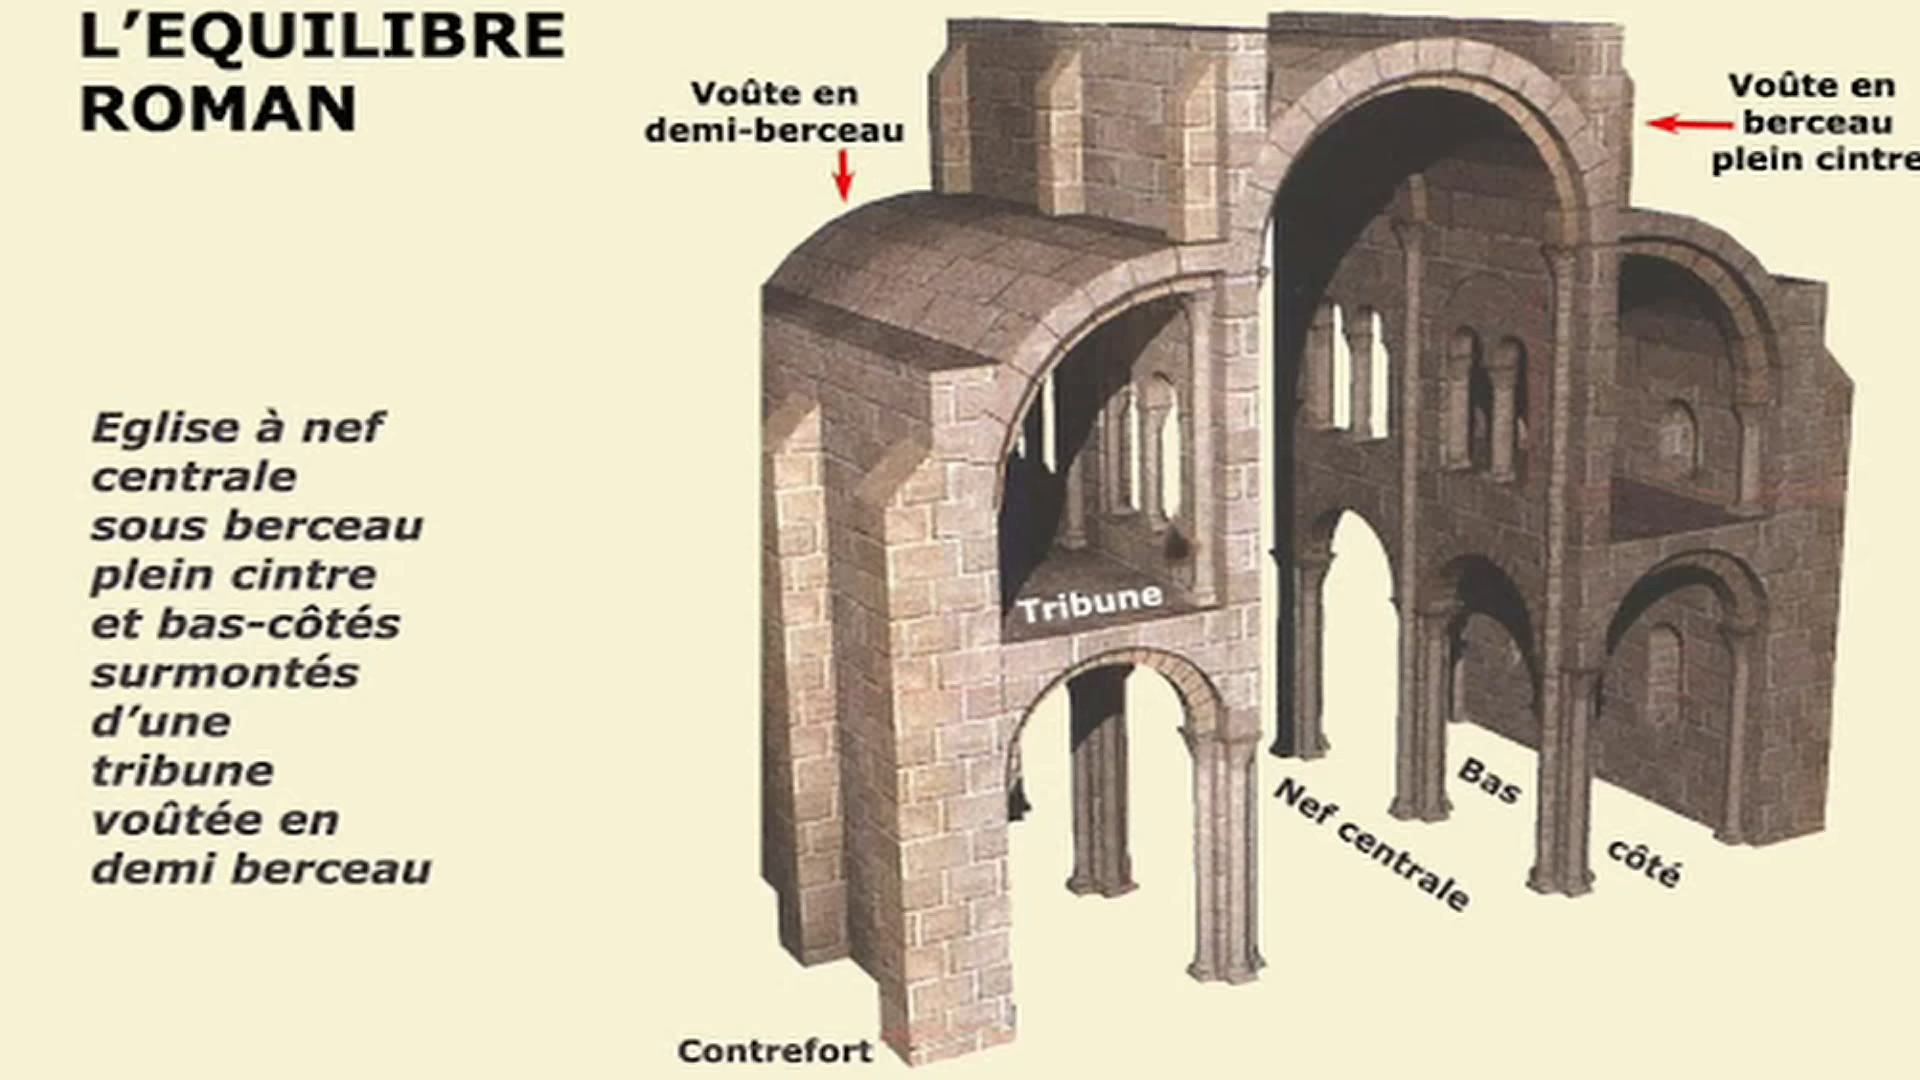 L’EQUILIBRE
ROMAN
Voûte en
demi-berceau
Voûte en
berceau
plein cintre
Eglise à nef
centrale
sous berceau
plein cintre
et bas-côtés
surmontés
d’une
tribune
voûtée en
demi berceau
Tribune
Nef centrale
Bas côté
Contrefort